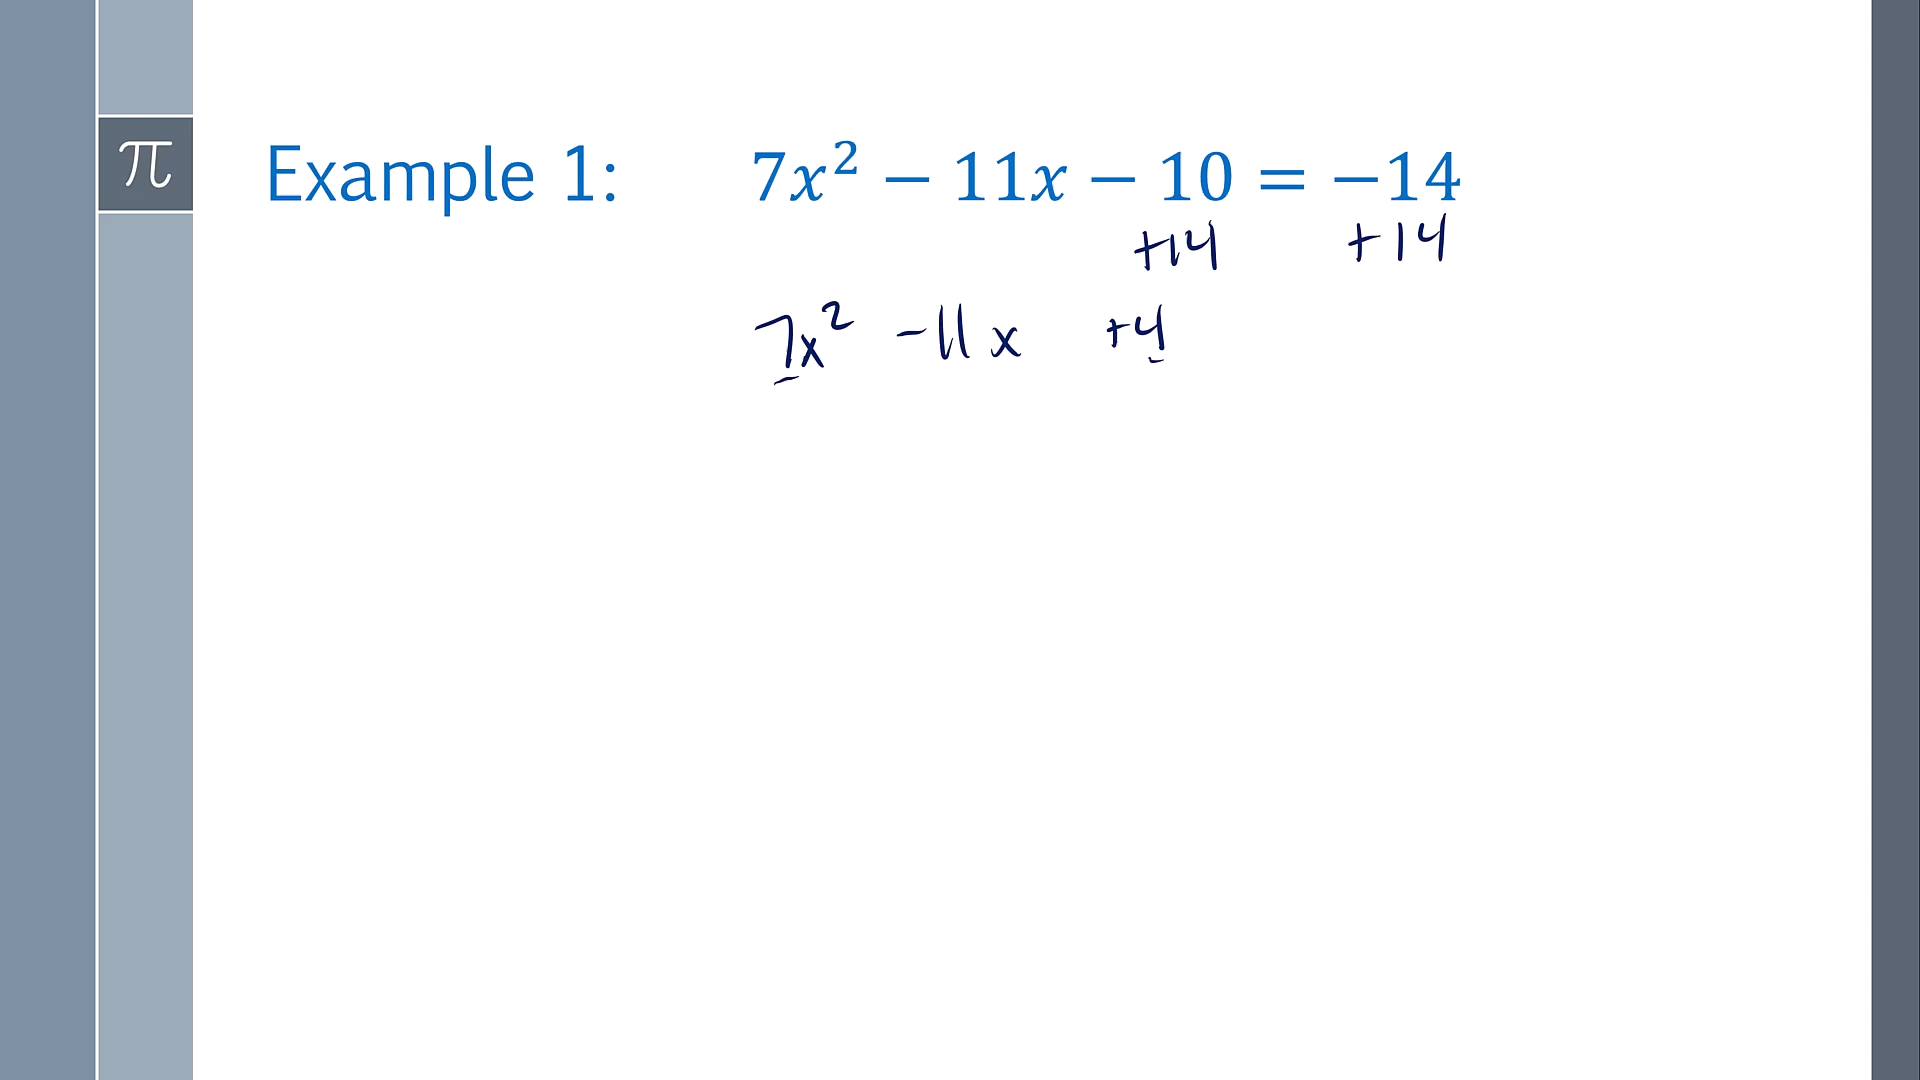 π
Example 1: 7x² − 11x − 10 = −14
+14 +14
7x² -11x +4